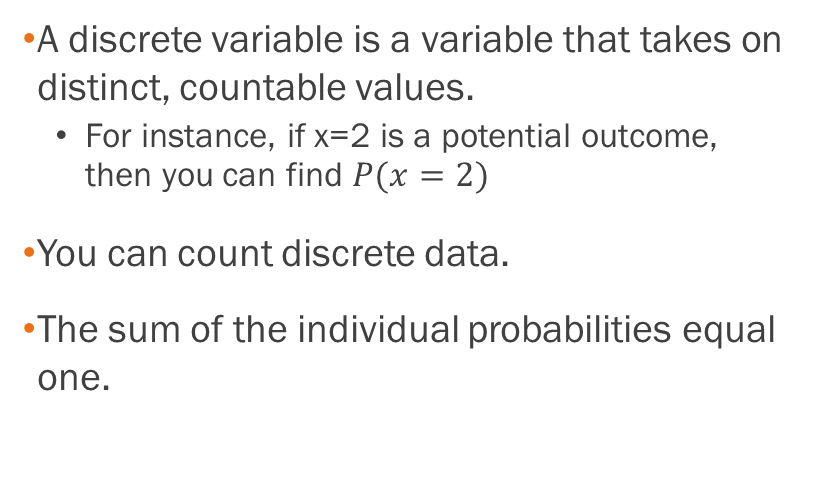 •A discrete variable is a variable that takes on
distinct, countable values.
• For instance, if x=2 is a potential outcome,
then you can find P(x = 2)
•You can count discrete data.
•The sum of the individual probabilities equal
one.